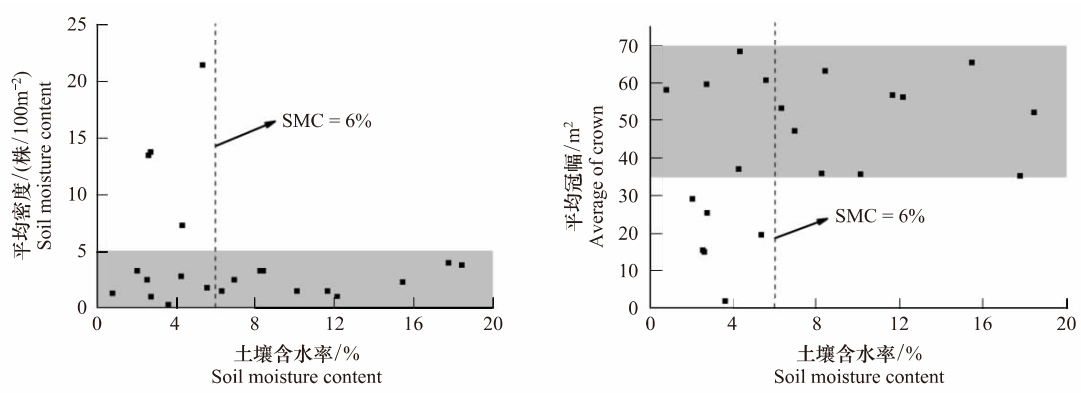 25
20
15
10
5
0
平均密度/(株/100m⁻²)
Soil moisture content
SMC = 6%
0 4 8 12 16 20
土壤含水率/%
Soil moisture content
70
60
50
40
30
20
10
0
平均冠幅/m²
Average of crown
SMC = 6%
0 4 8 12 16 20
土壤含水率/%
Soil moisture content